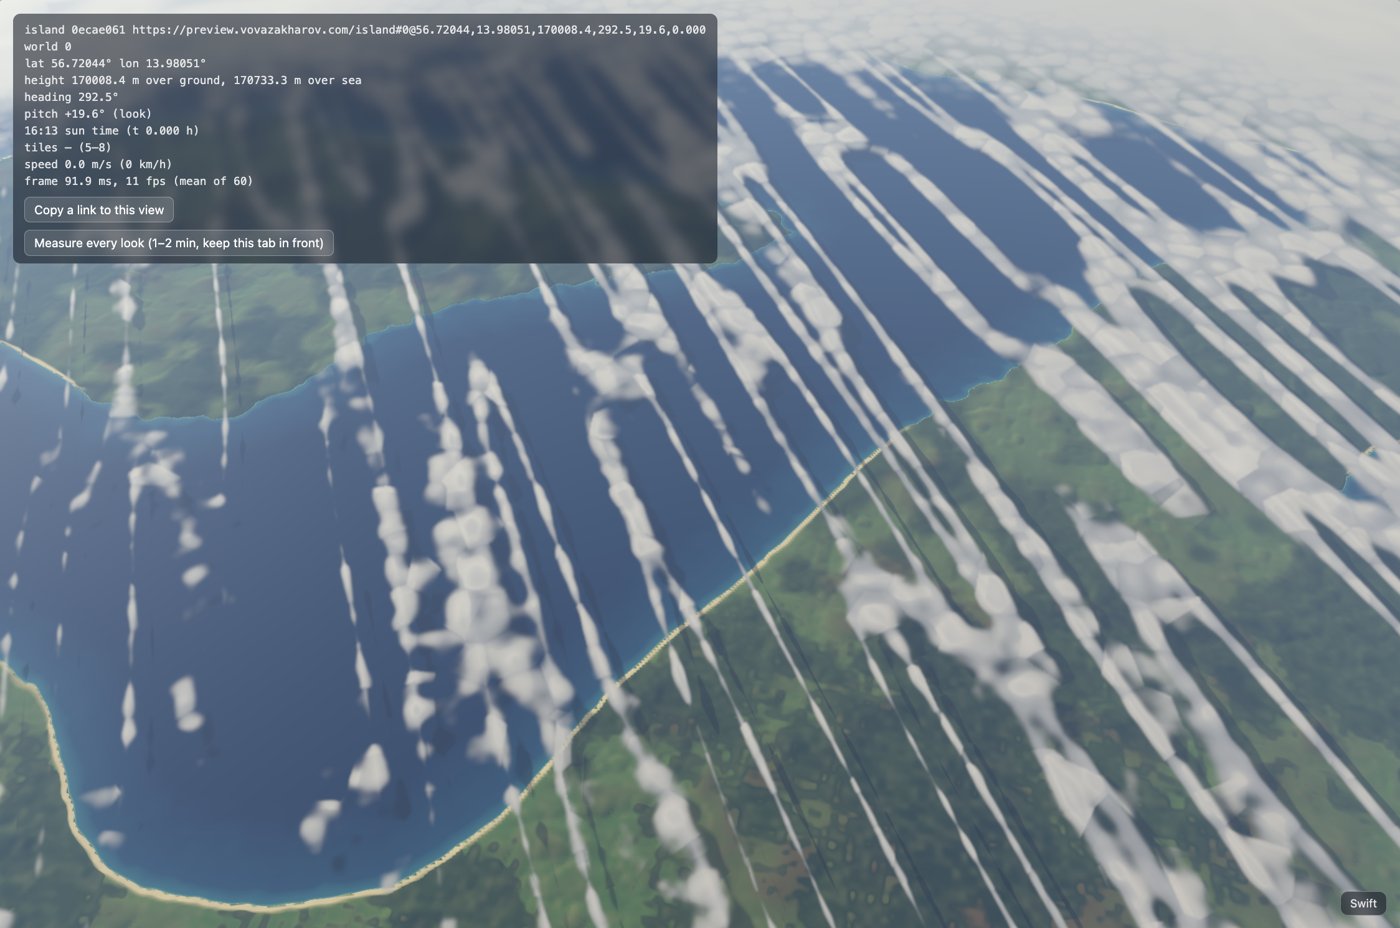 island 0ecae061 https://preview.vovazakharov.com/island#0@56.72044,13.98051,170008.4,292.5,19.6,0.000
world 0
lat 56.72044° lon 13.98051°
height 170008.4 m over ground, 170733.3 m over sea
heading 292.5°
pitch +19.6° (look)
16:13 sun time (t 0.000 h)
tiles — (5–8)
speed 0.0 m/s (0 km/h)
frame 91.9 ms, 11 fps (mean of 60)
Copy a link to this view
Measure every look (1–2 min, keep this tab in front)
Swift